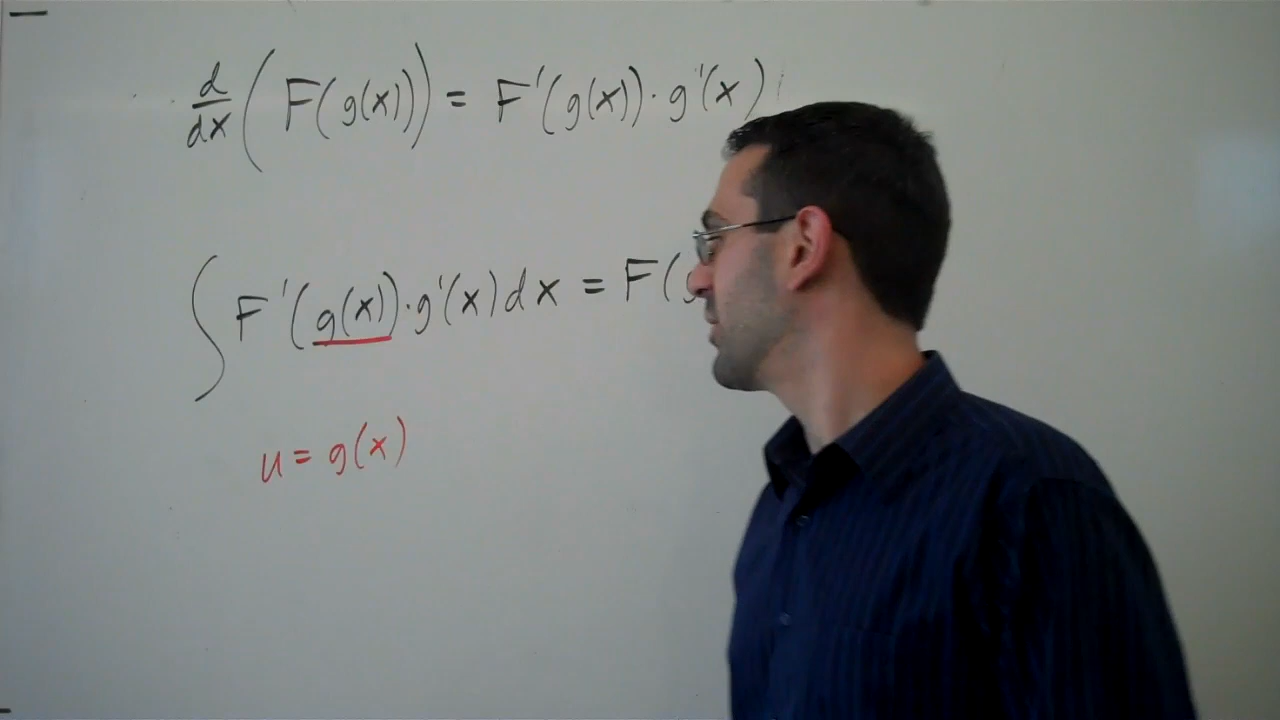 d/dx (F(g(x))) = F'(g(x))·g'(x)
∫ F'(g(x))·g'(x)dx = F(g
u = g(x)